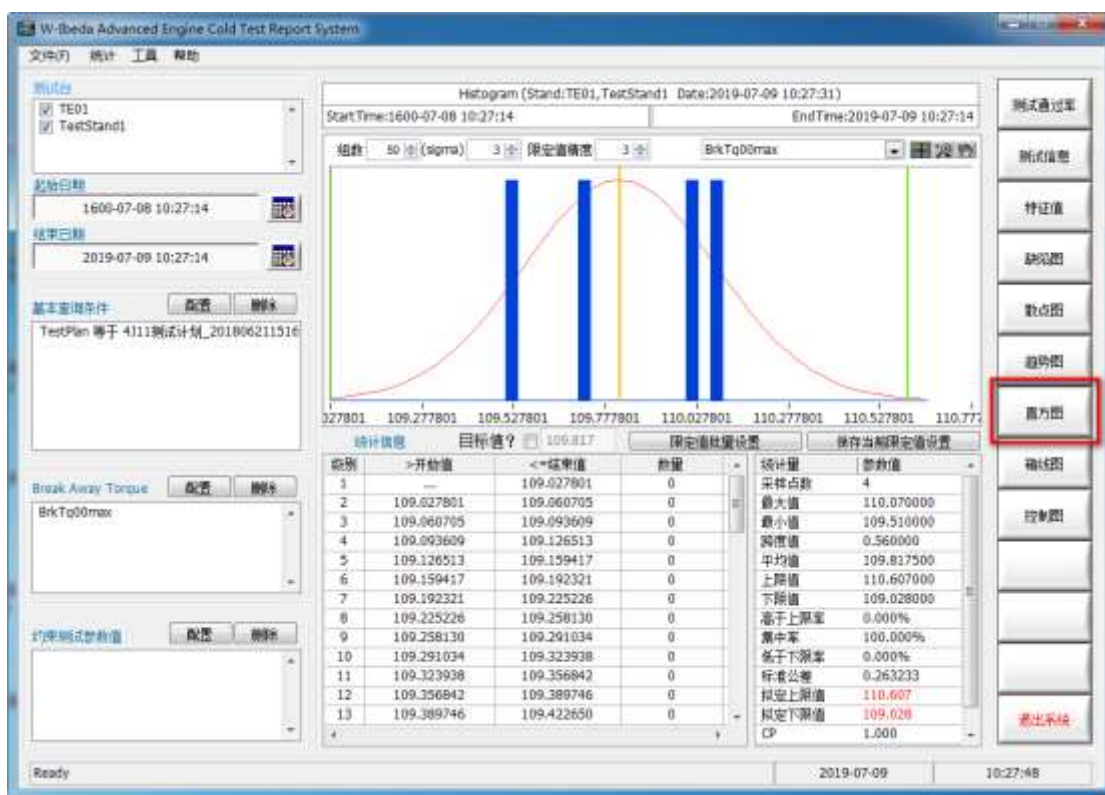 W-Ibeda Advanced Engine Cold Test Report System
文件(F) 统计 工具 帮助
测试台
TE01
TestStand1
起始日期
1600-07-08 10:27:14
结束日期
2019-07-09 10:27:14
基本查询条件 配置 删除
TestPlan 等于 4J11测试计划_201806211516
Break Away Torque 配置 删除
BrkTq00max
约束测试参数值 配置 删除
Histogram (Stand:TE01,TestStand1 Date:2019-07-09 10:27:31)
StartTime:1600-07-08 10:27:14 EndTime:2019-07-09 10:27:14
组数 50 (sigma) 3 限定值精度 3 BrkTq00max
327801 109.277801 109.527801 109.777801 110.027801 110.277801 110.527801 110.777
统计信息 目标值? 109.817 限定值批量设置 保存当前限定值设置
级别 >开始值 <=结束值 数量
1 --- 109.027801 0
2 109.027801 109.060705 0
3 109.060705 109.093609 0
4 109.093609 109.126513 0
5 109.126513 109.159417 0
6 109.159417 109.192321 0
7 109.192321 109.225226 0
8 109.225226 109.258130 0
9 109.258130 109.291034 0
10 109.291034 109.323938 0
11 109.323938 109.356842 0
12 109.356842 109.389746 0
13 109.389746 109.422650 0
统计量 参数值
采样点数 4
最大值 110.070000
最小值 109.510000
跨度值 0.560000
平均值 109.817500
上限值 110.607000
下限值 109.028000
高于上限率 0.000%
集中率 100.000%
低于下限率 0.000%
标准公差 0.263233
拟定上限值 110.607
拟定下限值 109.028
CP 1.000
测试通过率
测试信息
特征值
缺陷图
散点图
趋势图
直方图
箱线图
控制图
退出系统
Ready 2019-07-09 10:27:48